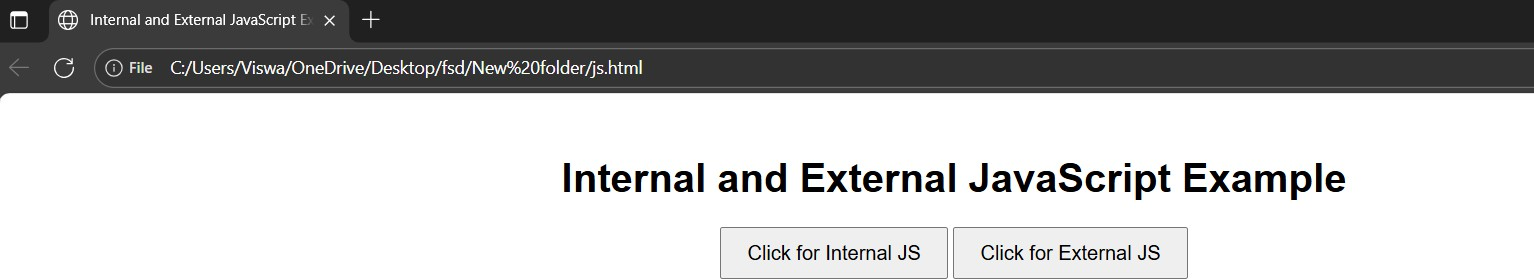 Internal and External JavaScript Ex
File C:/Users/Viswa/OneDrive/Desktop/fsd/New%20folder/js.html
Internal and External JavaScript Example
Click for Internal JS Click for External JS